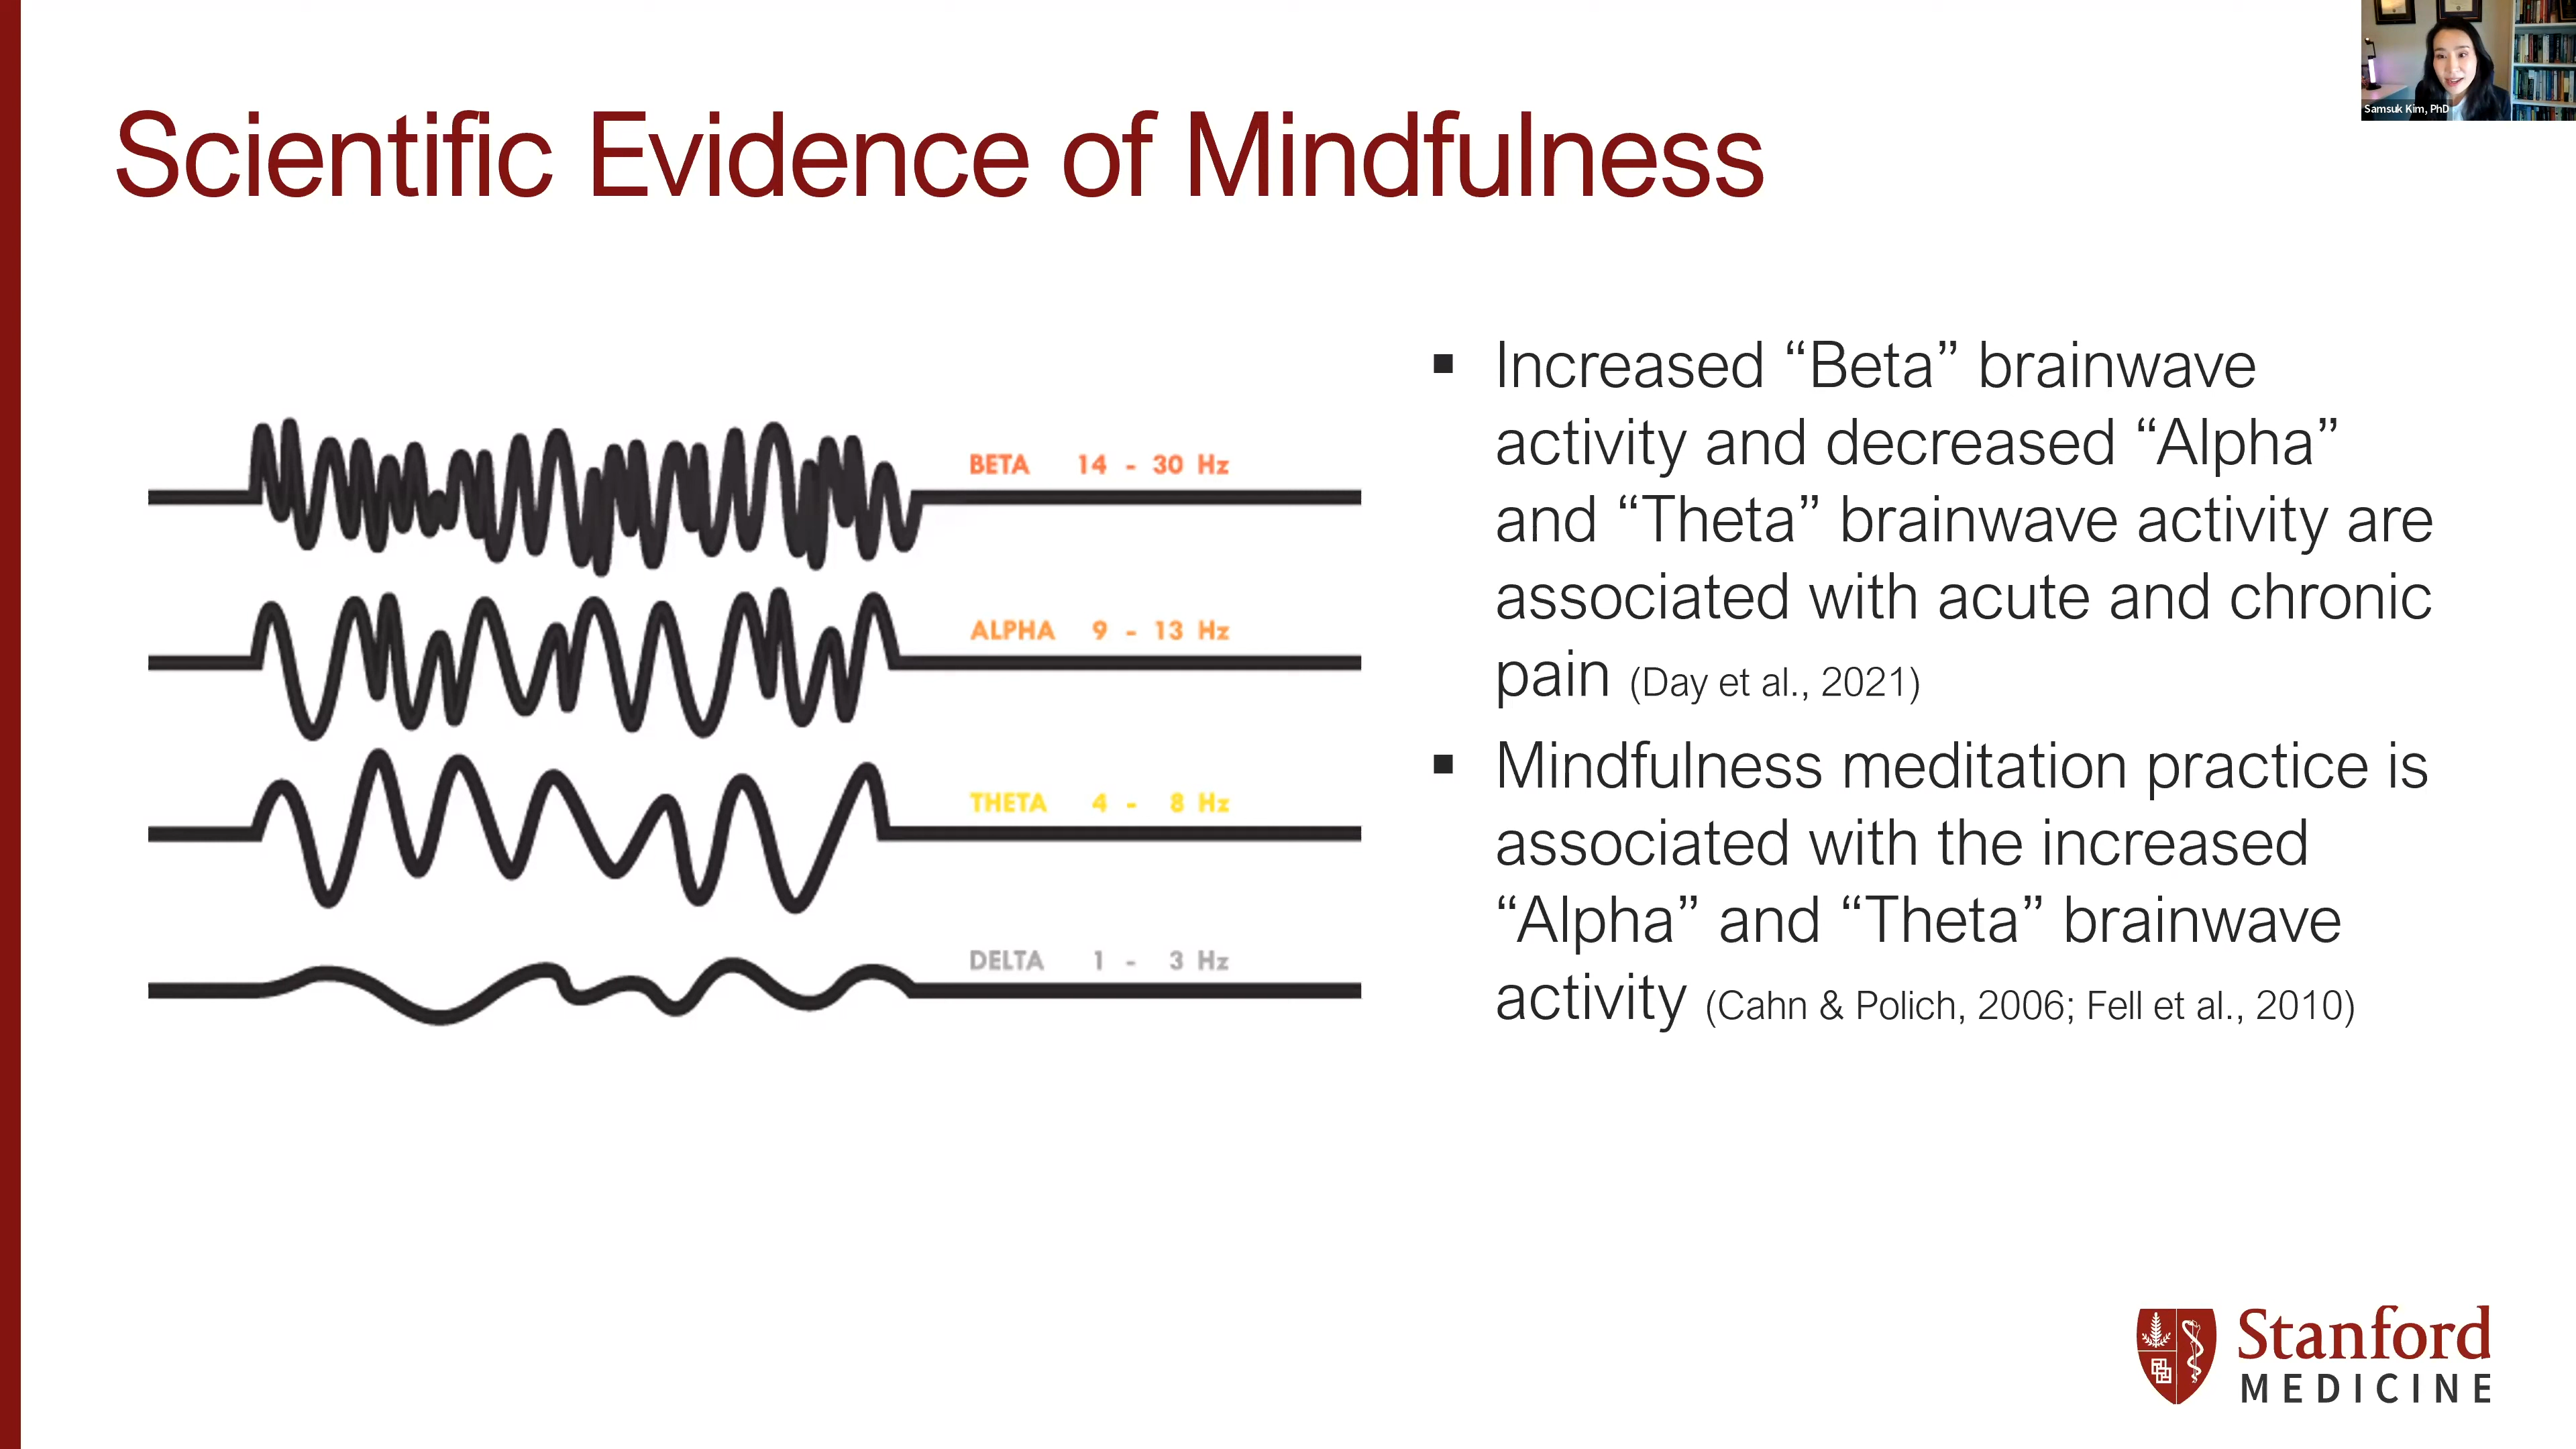 Samsuk Kim, PhD
Scientific Evidence of Mindfulness
BETA 14 - 30 Hz
ALPHA 9 - 13 Hz
THETA 4 - 8 Hz
DELTA 1 - 3 Hz
▪ Increased “Beta” brainwave
activity and decreased “Alpha”
and “Theta” brainwave activity are
associated with acute and chronic
pain (Day et al., 2021)
▪ Mindfulness meditation practice is
associated with the increased
“Alpha” and “Theta” brainwave
activity (Cahn & Polich, 2006; Fell et al., 2010)
Stanford
MEDICINE